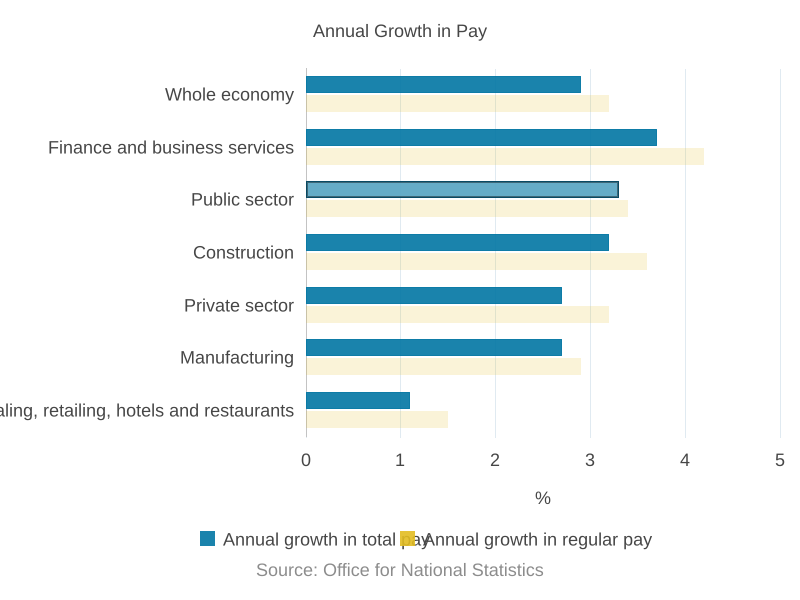 Annual Growth in Pay
Whole economy
Finance and business services
Public sector
Construction
Private sector
Manufacturing
retailing, hotels and restaurants
0 1 2 3 4 5
%
Annual growth in total pay Annual growth in regular pay
Source: Office for National Statistics